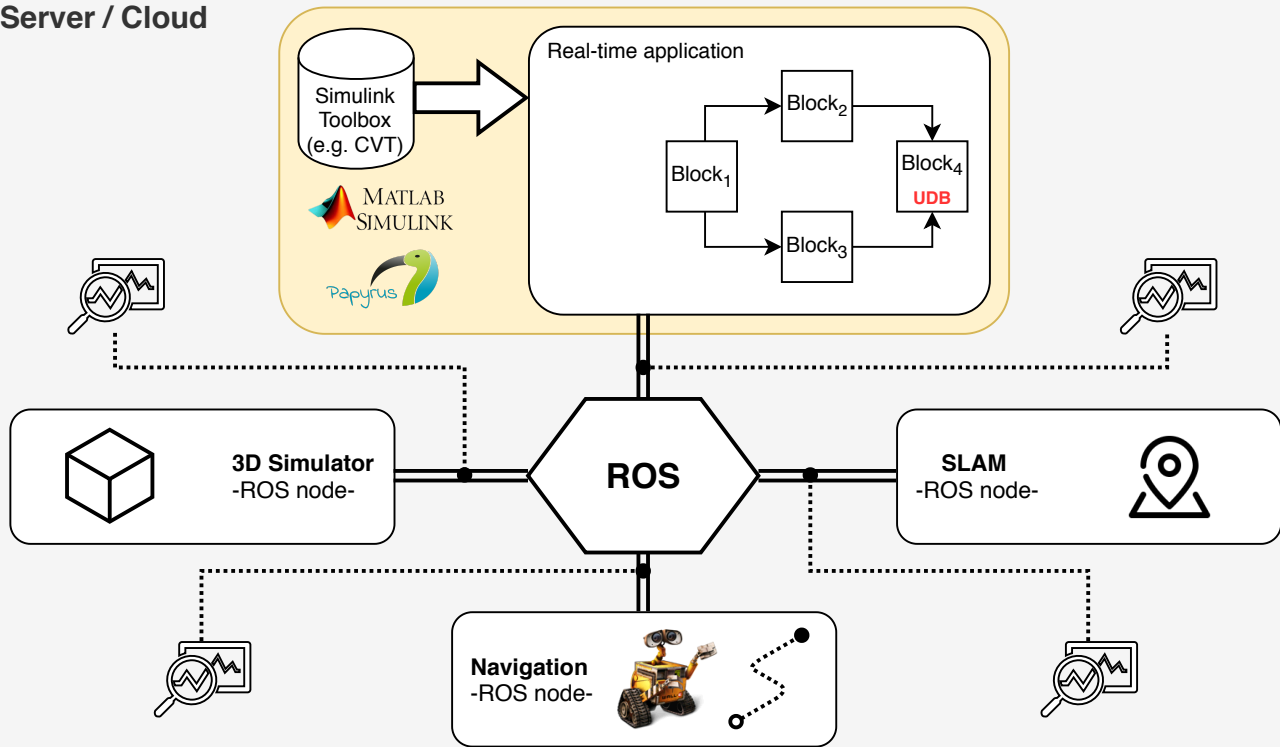 Server / Cloud
Simulink
Toolbox
(e.g. CVT)
MATLAB
SIMULINK
Papyrus
Real-time application
Block1
Block2
Block3
Block4
UDB
3D Simulator
-ROS node-
ROS
SLAM
-ROS node-
Navigation
-ROS node-